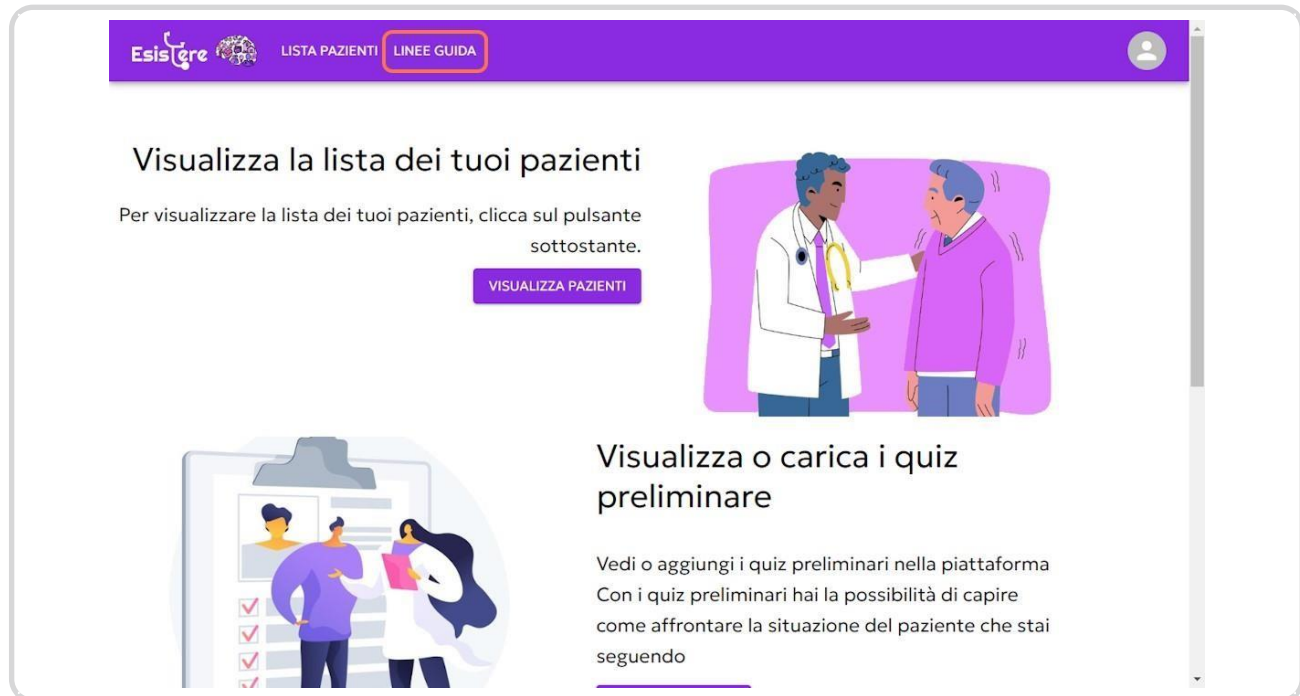 Esistere
LISTA PAZIENTI
LINEE GUIDA
Visualizza la lista dei tuoi pazienti
Per visualizzare la lista dei tuoi pazienti, clicca sul pulsante
sottostante.
VISUALIZZA PAZIENTI
Visualizza o carica i quiz
preliminare
Vedi o aggiungi i quiz preliminari nella piattaforma
Con i quiz preliminari hai la possibilità di capire
come affrontare la situazione del paziente che stai
seguendo